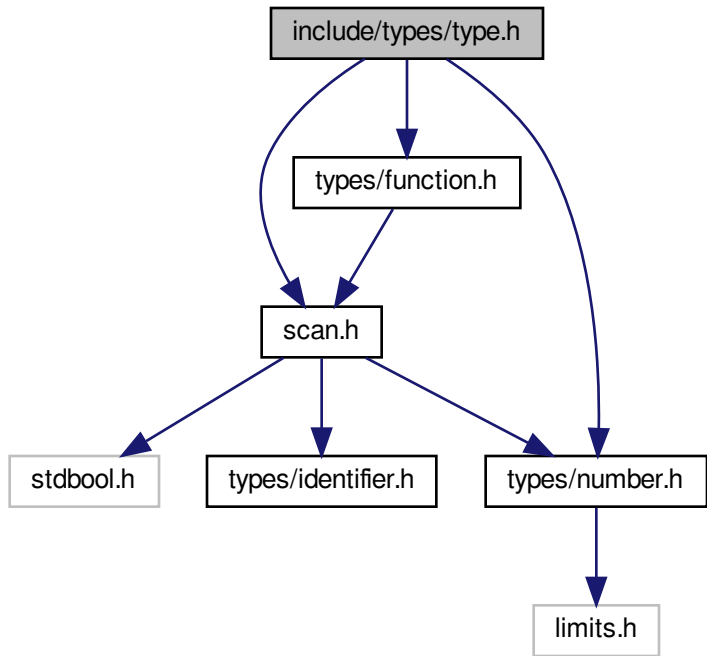 include/types/type.h
types/function.h
scan.h
stdbool.h
types/identifier.h
types/number.h
limits.h